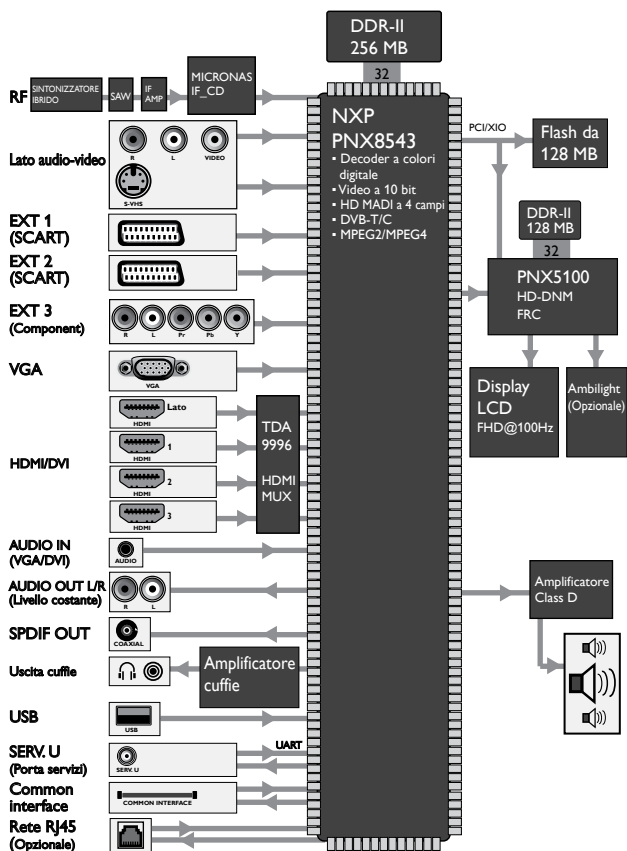 DDR-II
256 MB
32
RF
SINTONIZZATORE
IBRIDO
SAW
IF
AMP
MICRONAS
IF_CD
NXP
PNX8543
▪ Decoder a colori
digitale
▪ Video a 10 bit
▪ HD MADI a 4 campi
▪ DVB-T/C
▪ MPEG2/MPEG4
PCI/XIO
Flash da
128 MB
DDR-II
128 MB
32
PNX5100
HD-DNM
FRC
Display
LCD
FHD@100Hz
Ambilight
(Opzionale)
Lato audio-video
R L VIDEO
S-VHS
EXT 1
(SCART)
EXT 2
(SCART)
EXT 3
(Component)
R L Pr Pb Y
VGA
VGA
HDMI/DVI
Lato
HDMI
1
HDMI
2
HDMI
3
HDMI
TDA
9996
HDMI
MUX
AUDIO IN
(VGA/DVI)
AUDIO
AUDIO OUT L/R
(Livello costante)
R L
SPDIF OUT
COAXIAL
Uscita cuffie
Amplificatore
cuffie
Amplificatore
Class D
USB
USB
SERV. U
(Porta servizi)
SERV. U
UART
Common
interface
COMMON INTERFACE
Rete RJ45
(Opzionale)